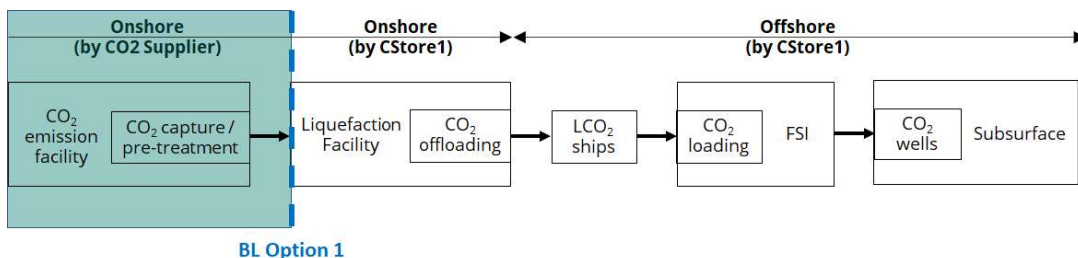 Onshore
(by CO2 Supplier)
Onshore
(by CStore1)
Offshore
(by CStore1)
CO₂
emission
facility
CO₂ capture /
pre-treatment
Liquefaction
Facility
CO₂
offloading
LCO₂
ships
CO₂
loading
FSI
CO₂
wells
Subsurface
BL Option 1